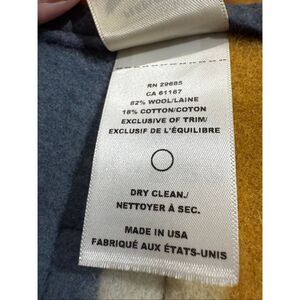 RN 29685
CA 61167
82% WOOL/LAINE
18% COTTON/COTON
EXCLUSIVE OF TRIM/
EXCLUSIF DE L'ÉQUILIBRE
DRY CLEAN./
NETTOYER À SEC.
MADE IN USA
FABRIQUÉ AUX ÉTATS-UNIS